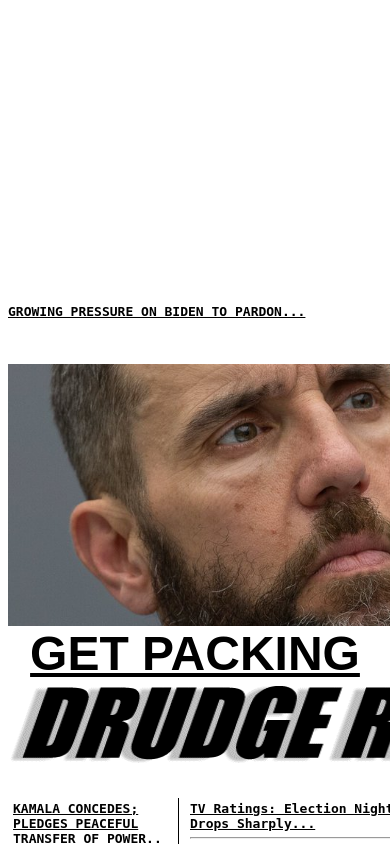 GROWING PRESSURE ON BIDEN TO PARDON...
GET PACKING
DRUDGE R
KAMALA CONCEDES;
PLEDGES PEACEFUL
TRANSFER OF POWER..
TV Ratings: Election Night
Drops Sharply...